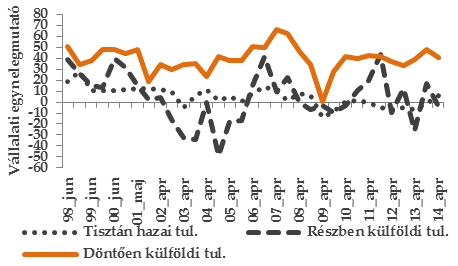 Vállalati egynelegmutató
80
70
60
50
40
30
20
10
0
-10
-20
-30
-40
-50
-60
98_jun
99_jun
00_jun
01_maj
02_apr
03_apr
04_apr
05_apr
06_apr
07_apr
08_apr
09_apr
10_apr
11_apr
12_apr
13_apr
14_apr
Tisztán hazai tul.
Részben külföldi tul.
Döntően külföldi tul.